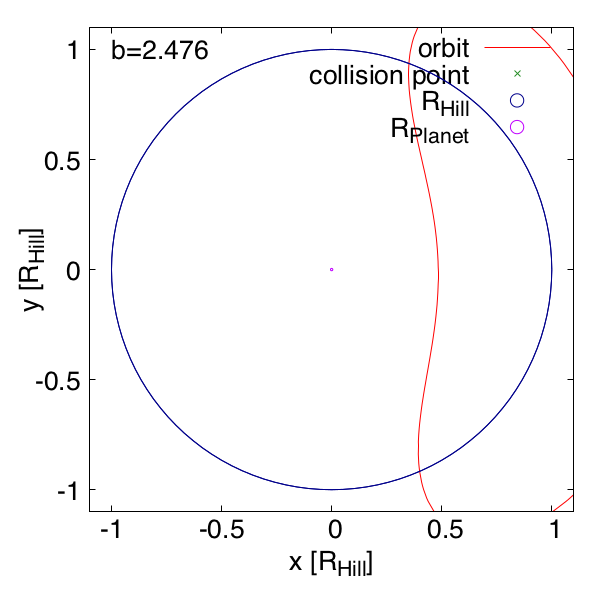 b=2.476
orbit
collision point
R_Hill
R_Planet
1
0.5
0
-0.5
-1
y [R_Hill]
-1
-0.5
0
0.5
1
x [R_Hill]